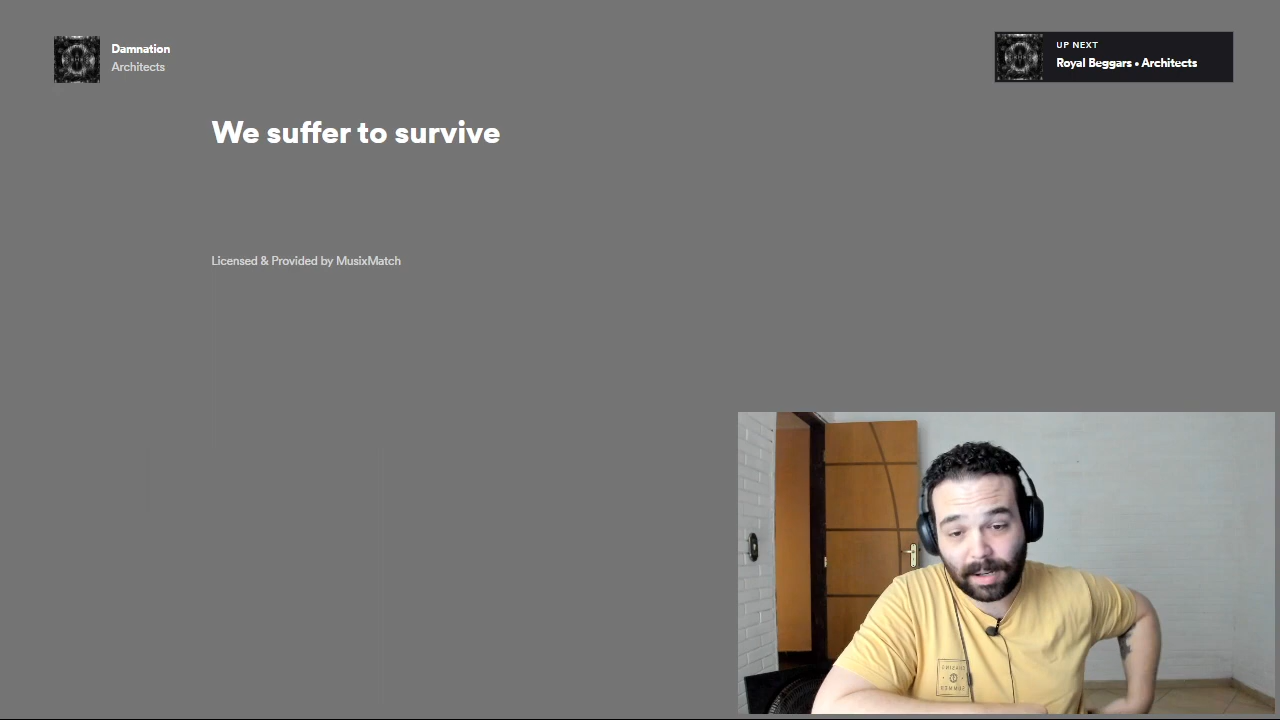 Damnation
Architects
UP NEXT
Royal Beggars • Architects
We suffer to survive
Licensed & Provided by MusixMatch